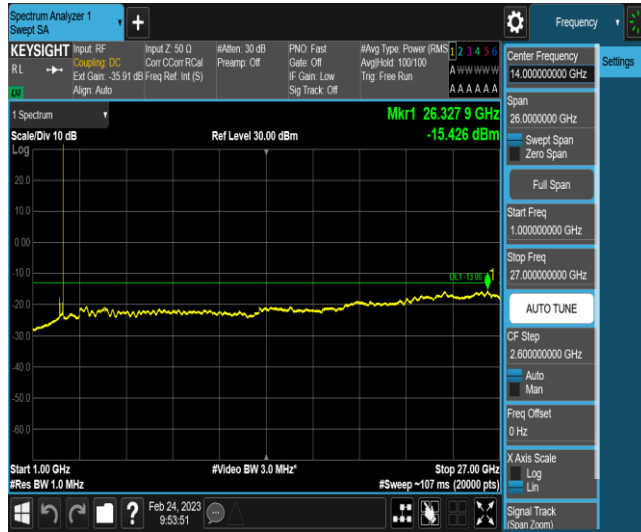 Spectrum Analyzer 1
Swept SA
Frequency
KEYSIGHT
RL
LXI
Input: RF
Coupling: DC
Ext Gain: -35.91 dB
Align: Auto
Input Z: 50 Ω
Corr CCorr RCal
Freq Ref: Int (S)
#Atten: 30 dB
Preamp: Off
PNO: Fast
Gate: Off
IF Gain: Low
Sig Track: Off
#Avg Type: Power (RMS
Avg|Hold: 100/100
Trig: Free Run
1 2 3 4 5 6
A W W W W W
A A A A A A
1 Spectrum
Scale/Div 10 dB
Ref Level 30.00 dBm
Mkr1 26.327 9 GHz
-15.426 dBm
Log
20.0
10.0
0.00
-10.0
-20.0
-30.0
-40.0
-50.0
-60.0
DL1 -13.00
1
Start 1.00 GHz
#Res BW 1.0 MHz
#Video BW 3.0 MHz*
Stop 27.00 GHz
#Sweep ~107 ms (20000 pts)
Feb 24, 2023
9:53:51
Settings
Center Frequency
14.000000000 GHz
Span
26.0000000 GHz
Swept Span
Zero Span
Full Span
Start Freq
1.000000000 GHz
Stop Freq
27.000000000 GHz
AUTO TUNE
CF Step
2.600000000 GHz
Auto
Man
Freq Offset
0 Hz
X Axis Scale
Log
Lin
Signal Track
(Span Zoom)